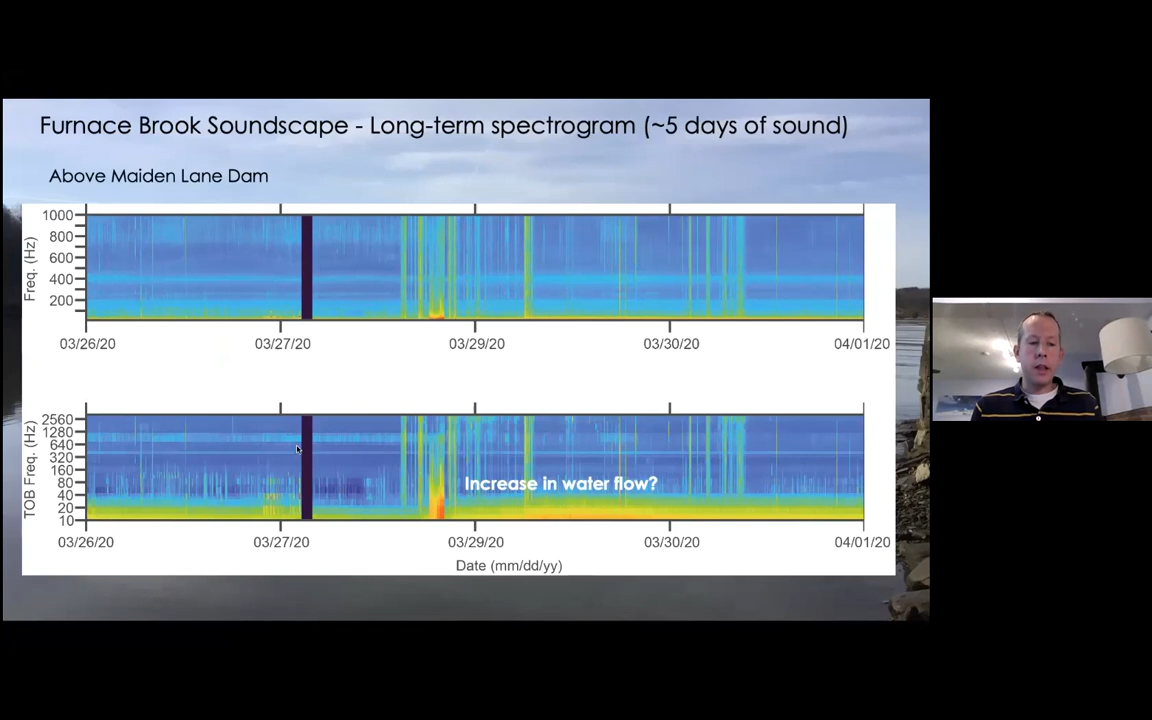 Furnace Brook Soundscape - Long-term spectrogram (~5 days of sound)
Above Maiden Lane Dam
Freq. (Hz)
1000
800
600
400
200
03/26/20 03/27/20 03/29/20 03/30/20 04/01/20
TOB Freq. (Hz)
2560
1280
640
320
160
80
40
20
10
Increase in water flow?
03/26/20 03/27/20 03/29/20 03/30/20 04/01/20
Date (mm/dd/yy)